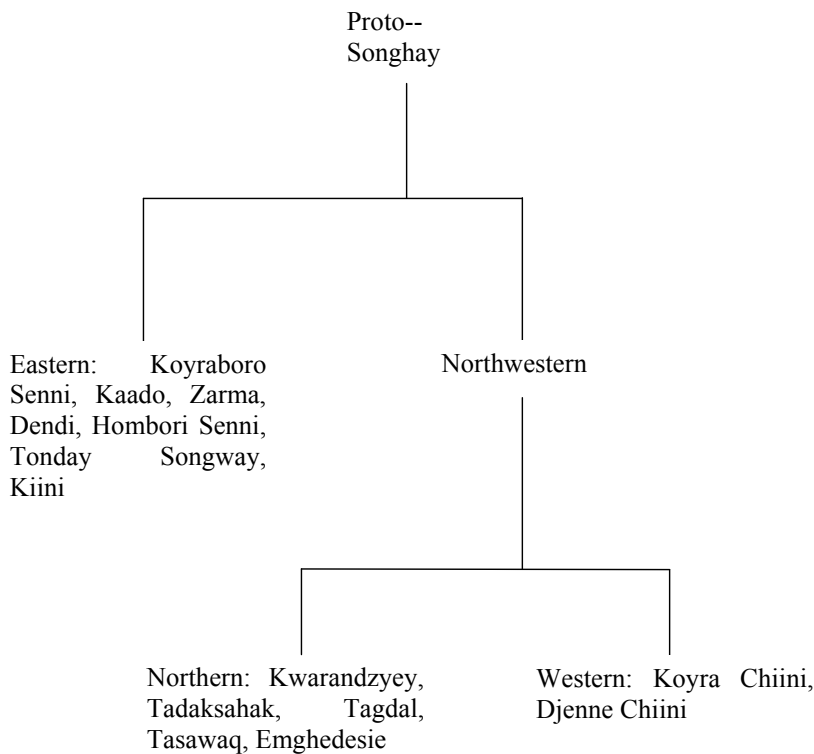 Proto--
Songhay
Eastern: Koyraboro
Senni, Kaado, Zarma,
Dendi, Hombori Senni,
Tonday Songway,
Kiini
Northwestern
Northern: Kwarandzyey,
Tadaksahak, Tagdal,
Tasawaq, Emghedesie
Western: Koyra Chiini,
Djenne Chiini